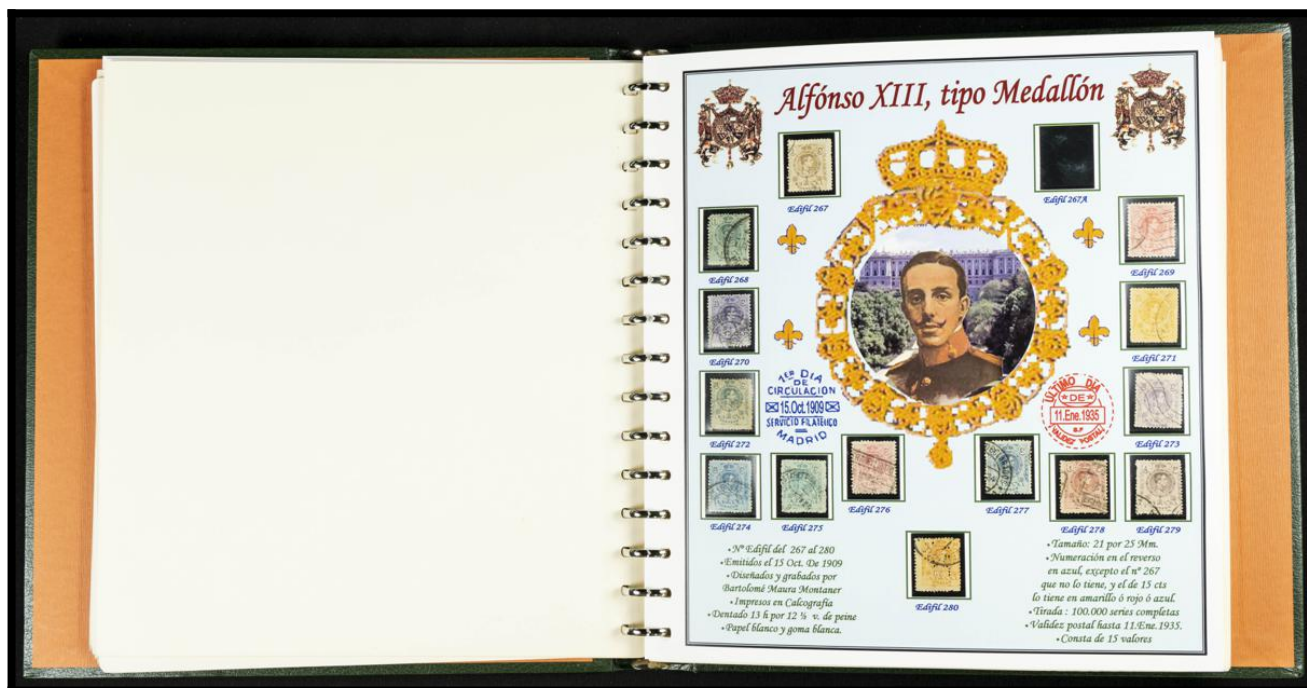 Alfónso XIII, tipo Medallón
Edifil 267
Edifil 267A
Edifil 268
Edifil 269
Edifil 270
Edifil 271
1ER DIA
DE
CIRCULACION
15.Oct.1909
SERVICIO FILATELICO
MADRID
ULTIMO DIA
DE
11.Ene.1935
VALIDEZ POSTAL
Edifil 272
Edifil 273
Edifil 274
Edifil 275
Edifil 276
Edifil 277
Edifil 278
Edifil 279
Edifil 280
•Nº Edifil del 267 al 280
•Emitidos el 15 Oct. De 1909
•Diseñados y grabados por
Bartolomé Maura Montaner
•Impresos en Calcografía
•Dentado 13 h por 12 ½ v. de peine
•Papel blanco y goma blanca.
•Tamaño: 21 por 25 Mm.
•Numeración en el reverso
en azul, excepto el nº 267
que no lo tiene, y el de 15 cts
lo tiene en amarillo ó rojo ó azul.
•Tirada : 100.000 series completas
•Validez postal hasta 11.Ene.1935.
•Consta de 15 valores